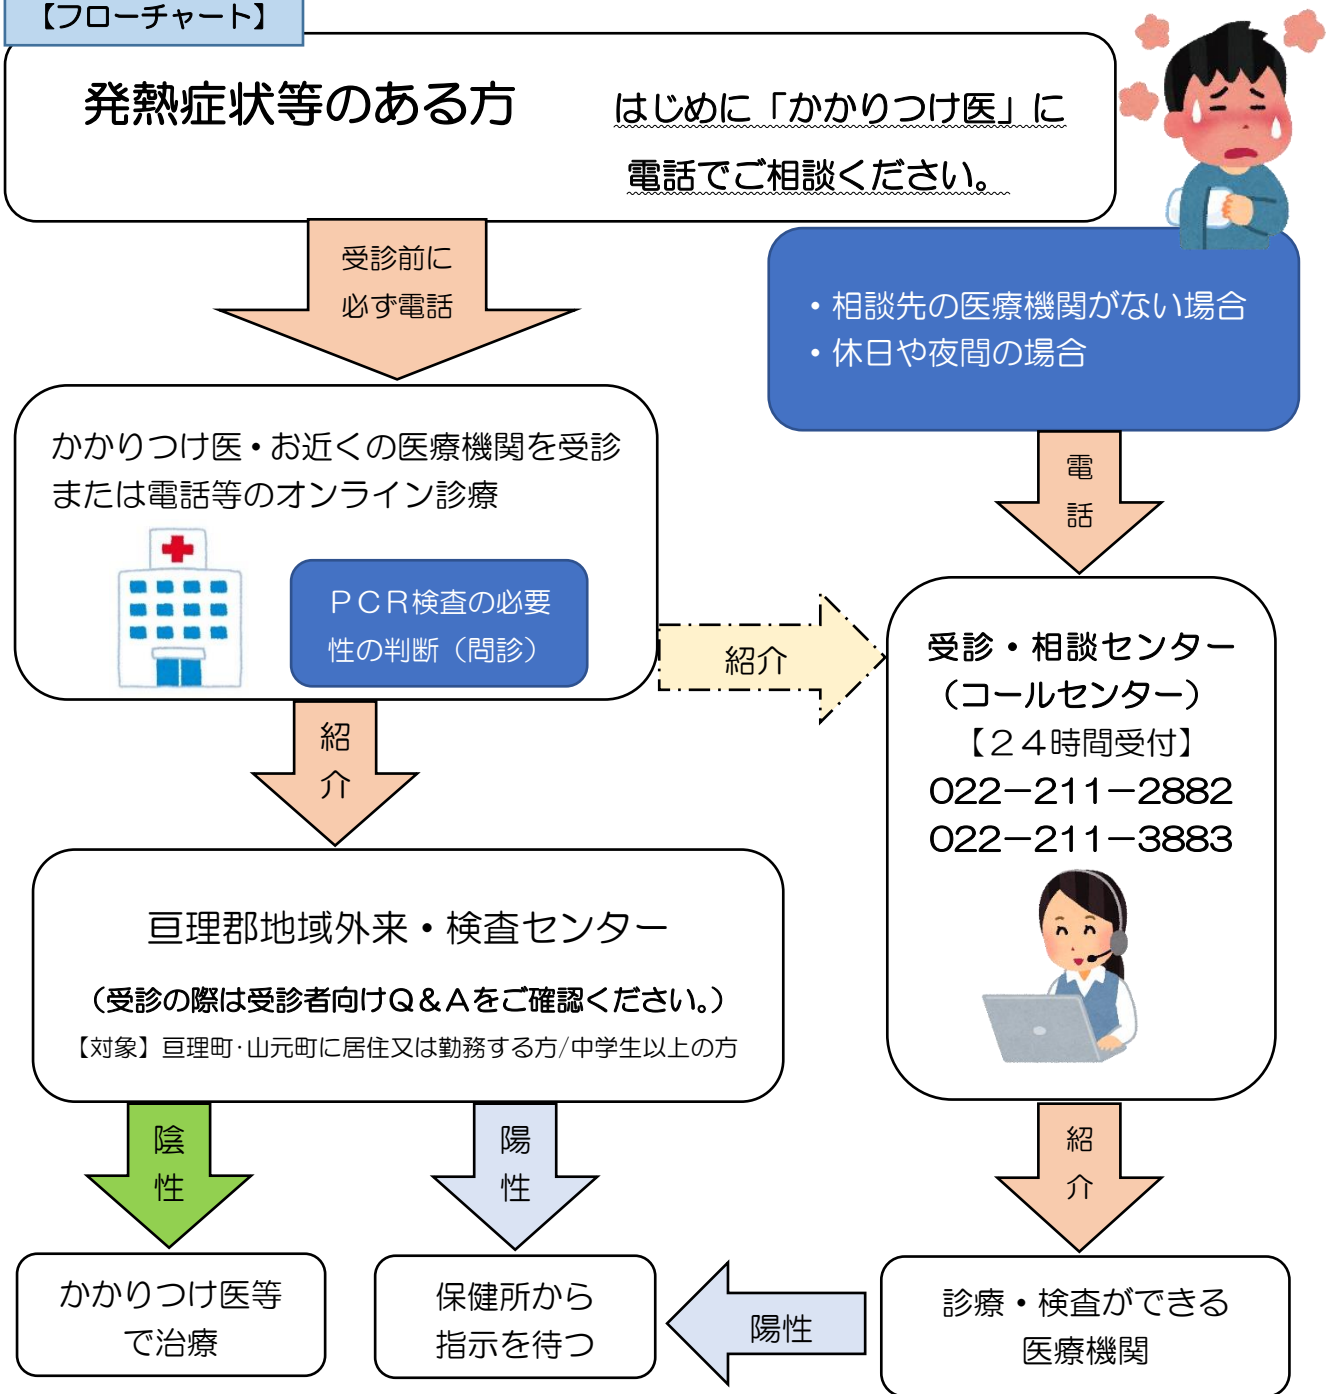 【フローチャート】
発熱症状等のある方
はじめに「かかりつけ医」に
電話でご相談ください。
受診前に
必ず電話
・相談先の医療機関がない場合
・休日や夜間の場合
電
話
かかりつけ医・お近くの医療機関を受診
または電話等のオンライン診療
ＰＣＲ検査の必要
性の判断（問診）
紹介
受診・相談センター
（コールセンター）
【２４時間受付】
022－211－2882
022－211－3883
紹
介
亘理郡地域外来・検査センター
（受診の際は受診者向けＱ＆Ａをご確認ください。）
【対象】亘理町･山元町に居住又は勤務する方/中学生以上の方
陰
性
陽
性
紹
介
かかりつけ医等
で治療
保健所から
指示を待つ
陽性
診療・検査ができる
医療機関